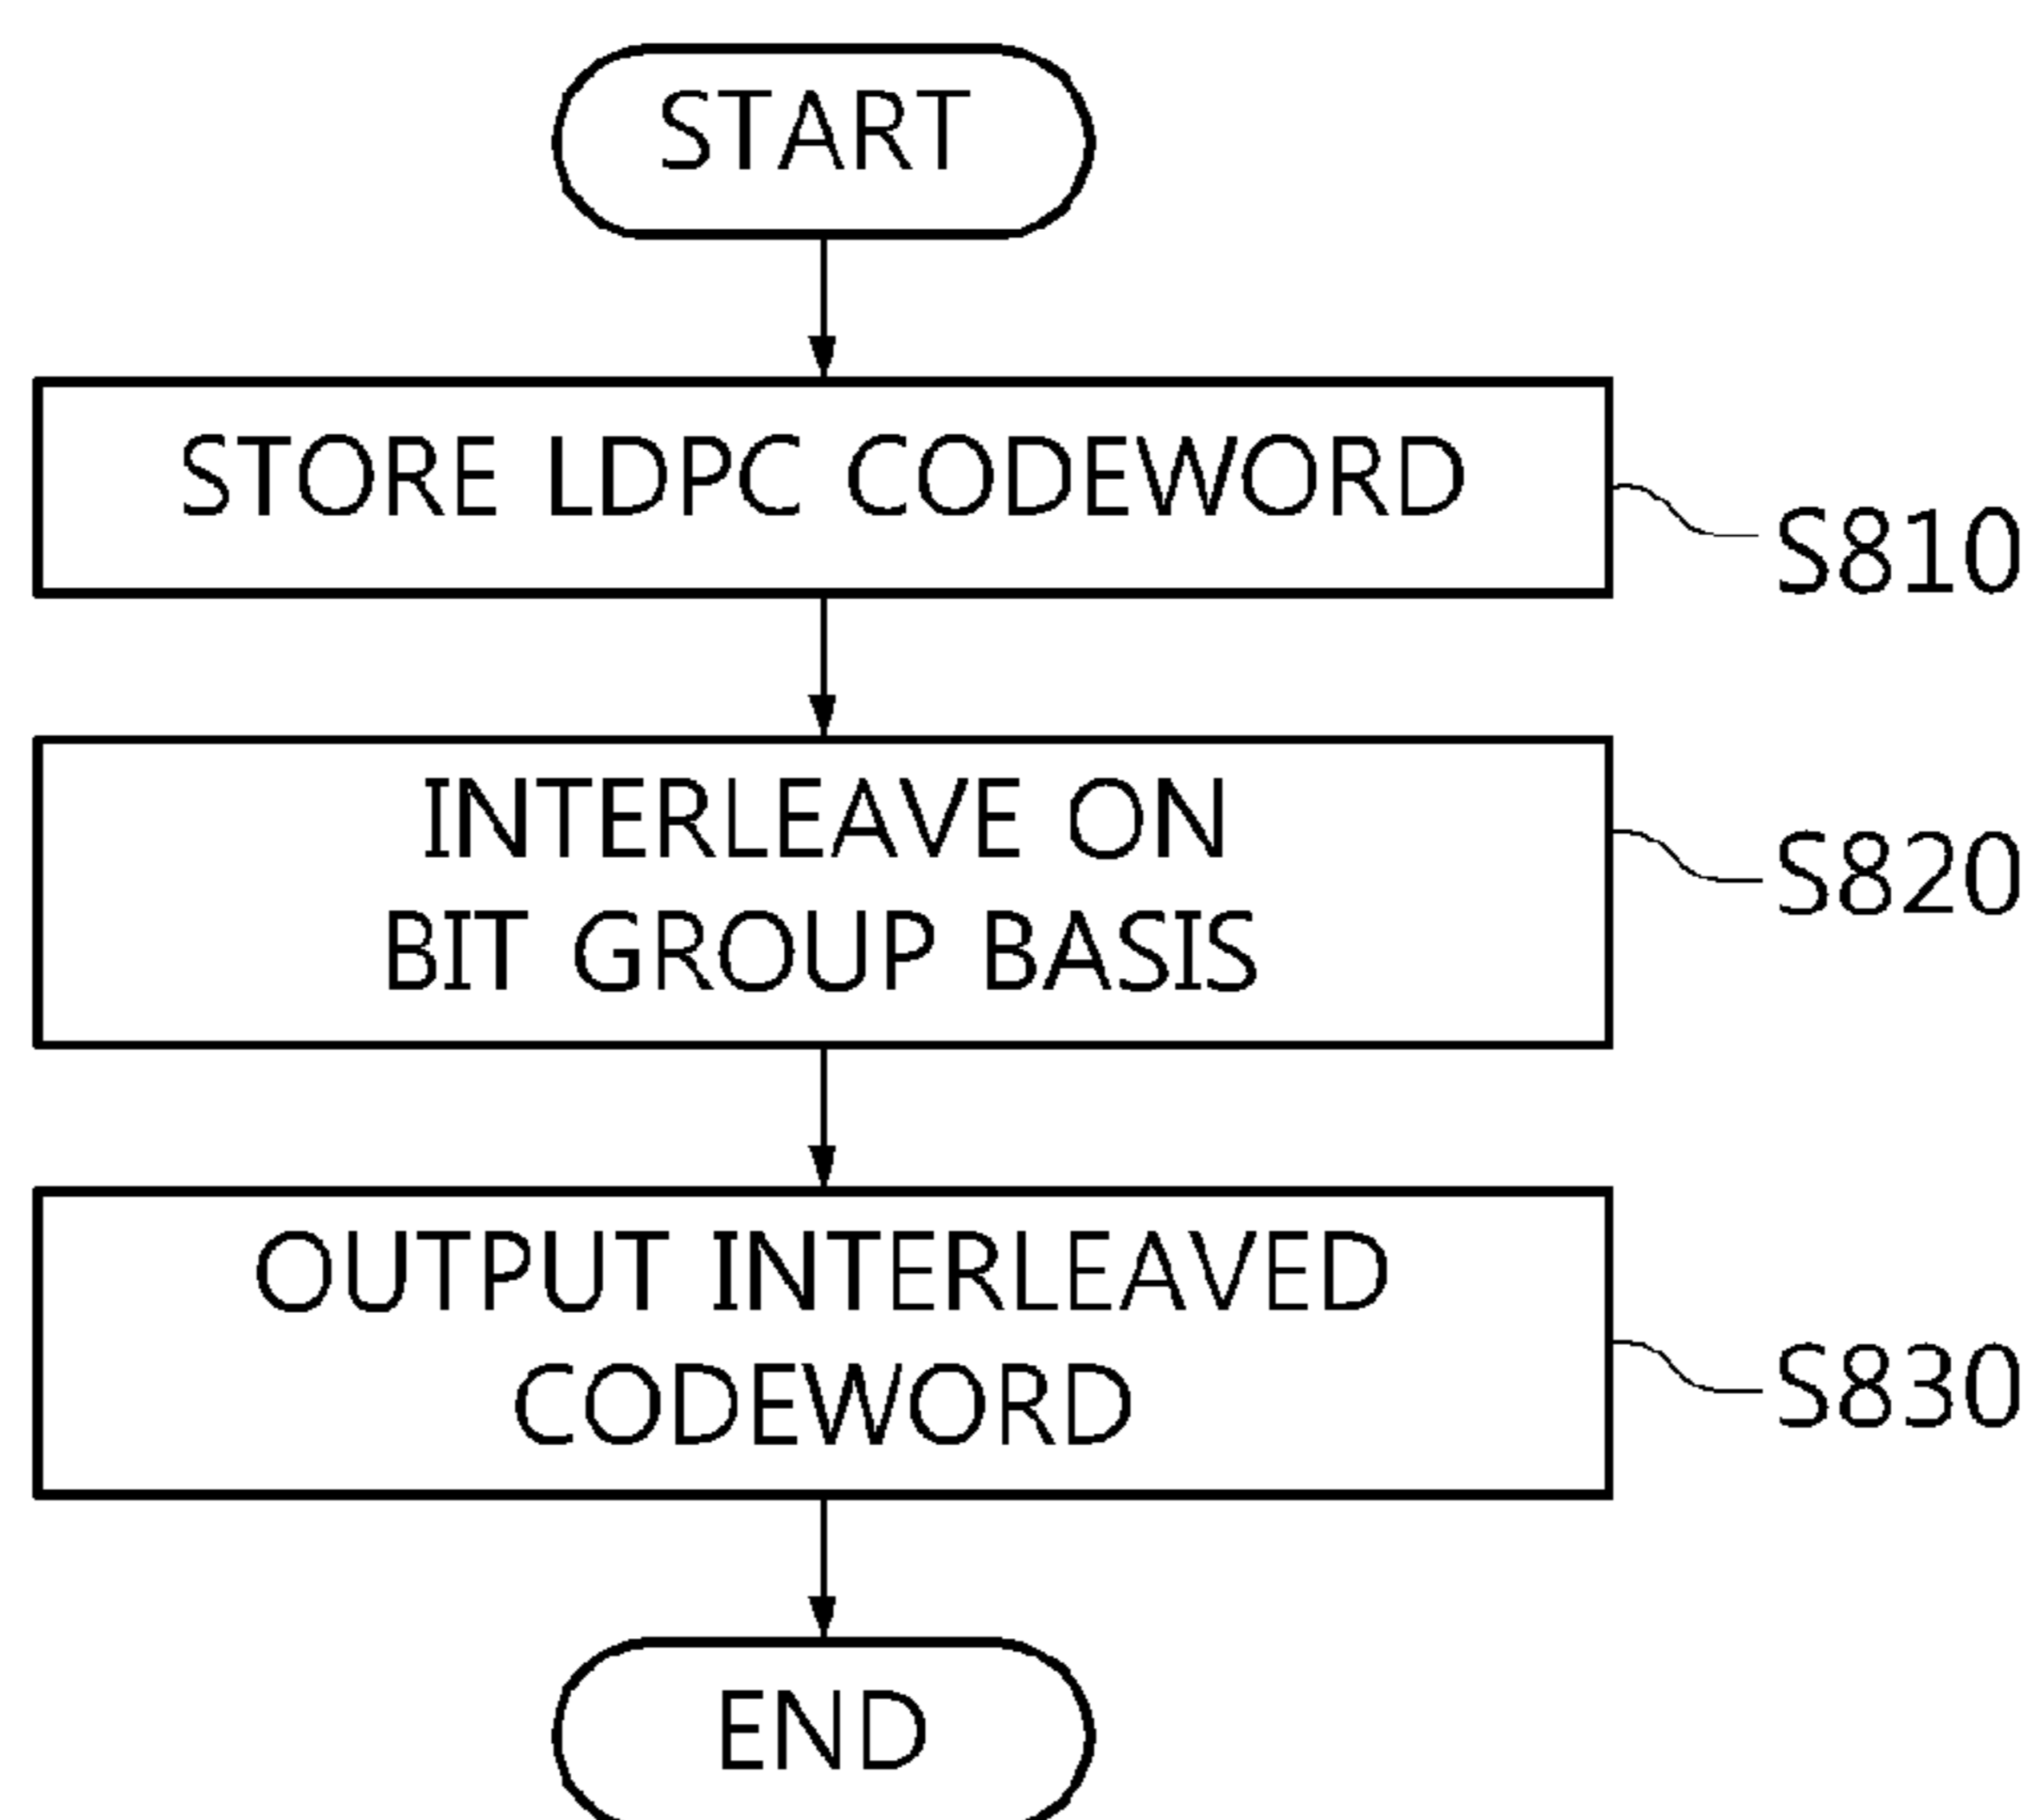 START
STORE LDPC CODEWORD
S810
INTERLEAVE ON
BIT GROUP BASIS
S820
OUTPUT INTERLEAVED
CODEWORD
S830
END